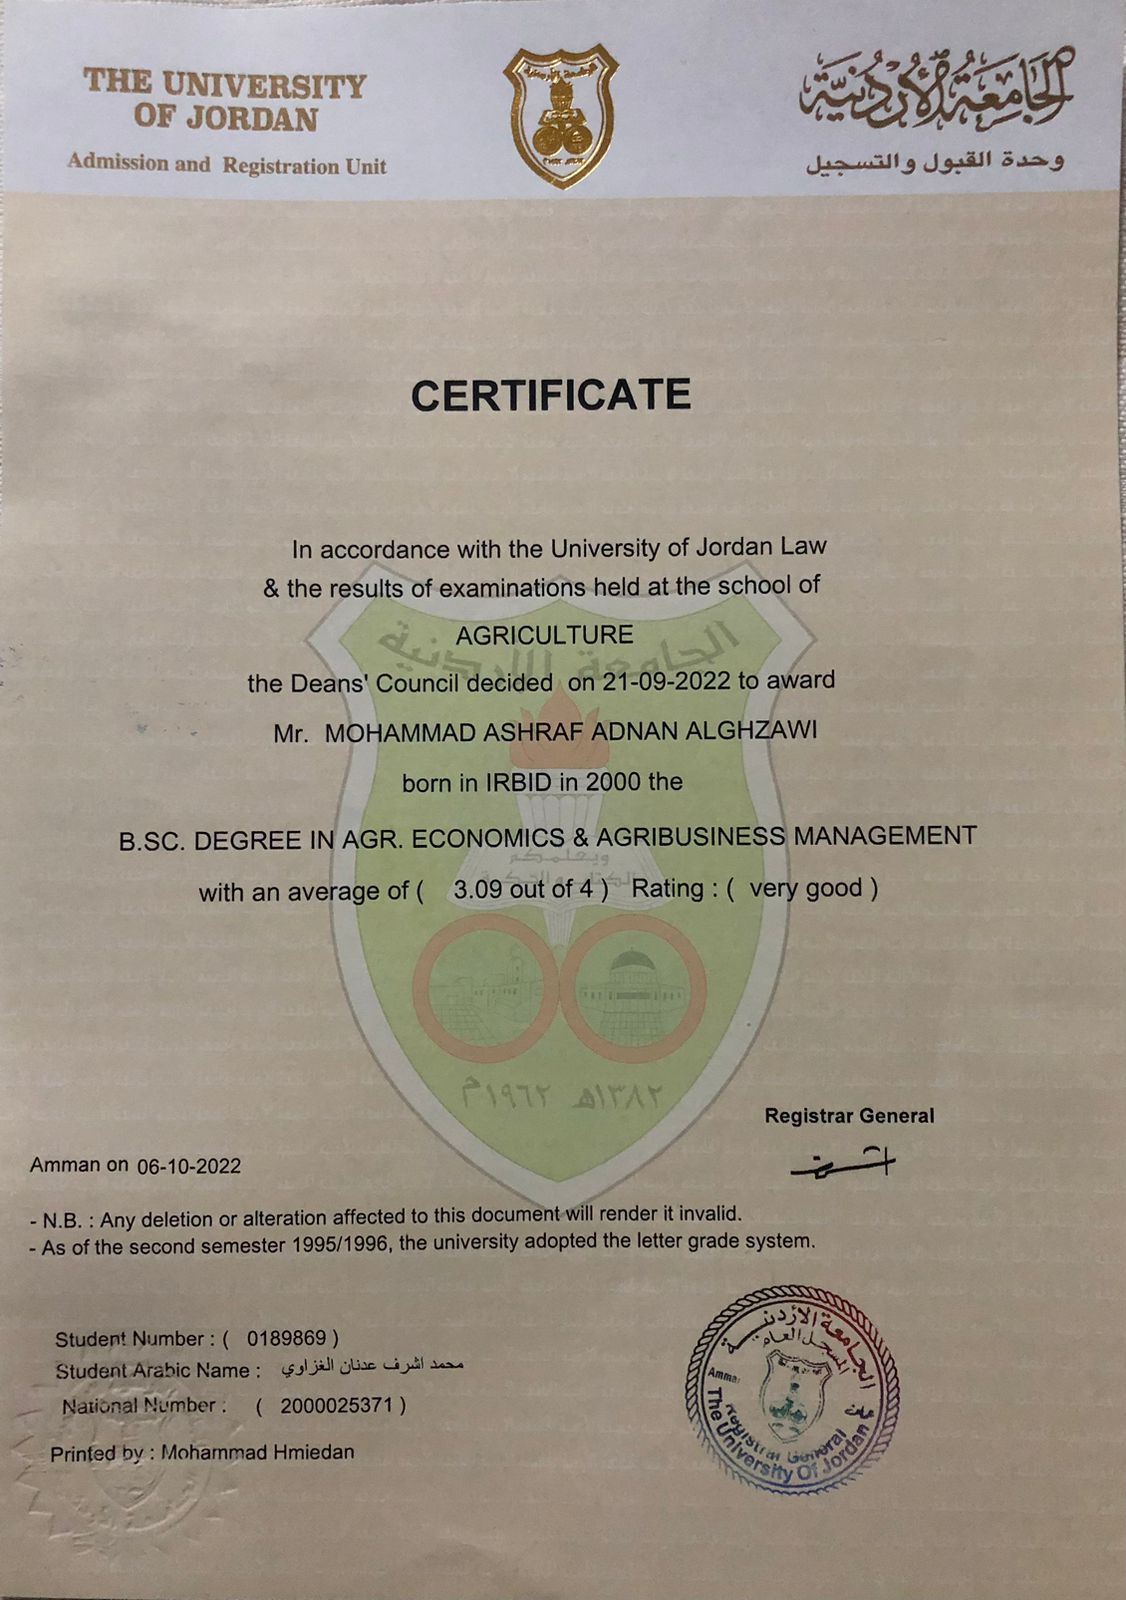 THE UNIVERSITY
OF JORDAN
Admission and Registration Unit
الجامعة الأردنية
وحدة القبول والتسجيل
CERTIFICATE
In accordance with the University of Jordan Law
& the results of examinations held at the school of
AGRICULTURE
the Deans' Council decided on 21-09-2022 to award
Mr. MOHAMMAD ASHRAF ADNAN ALGHZAWI
born in IRBID in 2000 the
B.SC. DEGREE IN AGR. ECONOMICS & AGRIBUSINESS MANAGEMENT
with an average of ( 3.09 out of 4 ) Rating : ( very good )
الجامعة الأردنية
١٣٨٢هـ ١٩٦٢م
Registrar General
Amman on 06-10-2022
- N.B. : Any deletion or alteration affected to this document will render it invalid.
- As of the second semester 1995/1996, the university adopted the letter grade system.
Student Number : ( 0189869 )
Student Arabic Name : محمد اشرف عدنان الغزاوي
National Number : ( 2000025371 )
Printed by : Mohammad Hmiedan
الجامعة الأردنية
المسجل العام
عمان
Registrar General
The University Of Jordan